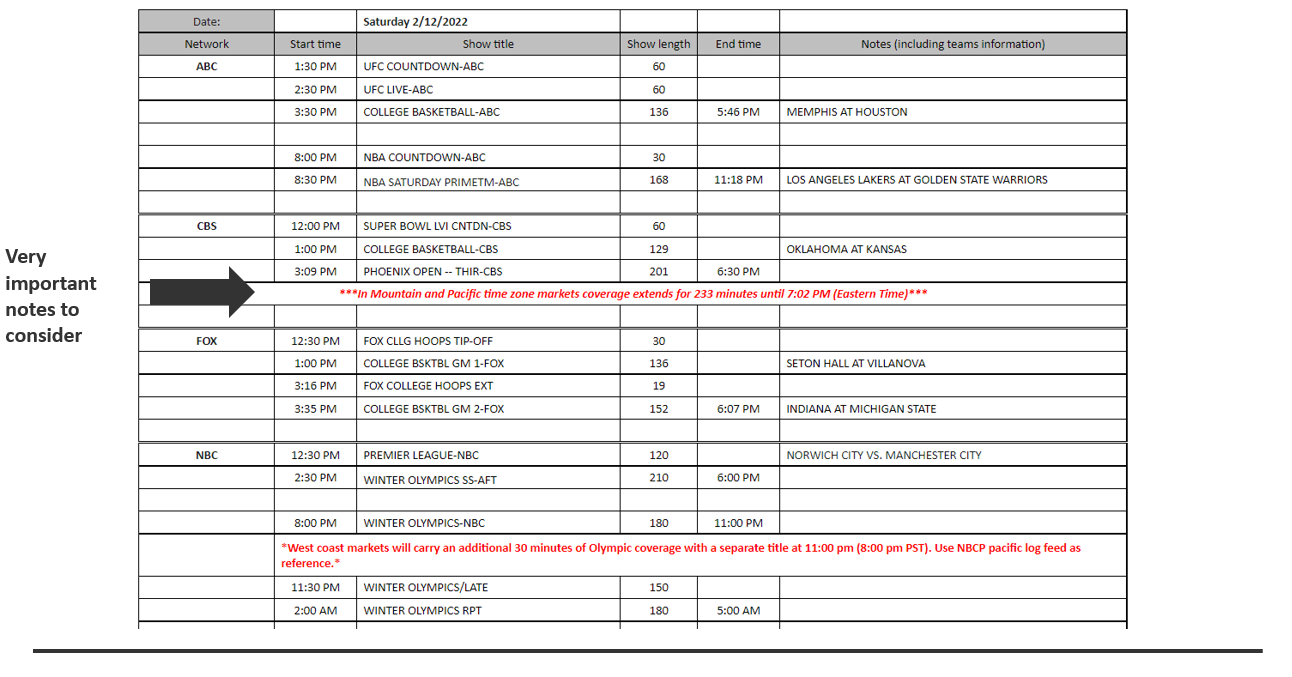 Date: Saturday 2/12/2022
Network Start time Show title Show length End time Notes (including teams information)
ABC 1:30 PM UFC COUNTDOWN-ABC 60
2:30 PM UFC LIVE-ABC 60
3:30 PM COLLEGE BASKETBALL-ABC 136 5:46 PM MEMPHIS AT HOUSTON
8:00 PM NBA COUNTDOWN-ABC 30
8:30 PM NBA SATURDAY PRIMETM-ABC 168 11:18 PM LOS ANGELES LAKERS AT GOLDEN STATE WARRIORS
CBS 12:00 PM SUPER BOWL LVI CNTDN-CBS 60
1:00 PM COLLEGE BASKETBALL-CBS 129 OKLAHOMA AT KANSAS
3:09 PM PHOENIX OPEN -- THIR-CBS 201 6:30 PM
Very
important
notes to
consider
***In Mountain and Pacific time zone markets coverage extends for 233 minutes until 7:02 PM (Eastern Time)***
FOX 12:30 PM FOX CLLG HOOPS TIP-OFF 30
1:00 PM COLLEGE BSKTBL GM 1-FOX 136 SETON HALL AT VILLANOVA
3:16 PM FOX COLLEGE HOOPS EXT 19
3:35 PM COLLEGE BSKTBL GM 2-FOX 152 6:07 PM INDIANA AT MICHIGAN STATE
NBC 12:30 PM PREMIER LEAGUE-NBC 120 NORWICH CITY VS. MANCHESTER CITY
2:30 PM WINTER OLYMPICS SS-AFT 210 6:00 PM
8:00 PM WINTER OLYMPICS-NBC 180 11:00 PM
*West coast markets will carry an additional 30 minutes of Olympic coverage with a separate title at 11:00 pm (8:00 pm PST). Use NBCP pacific log feed as
reference.*
11:30 PM WINTER OLYMPICS/LATE 150
2:00 AM WINTER OLYMPICS RPT 180 5:00 AM